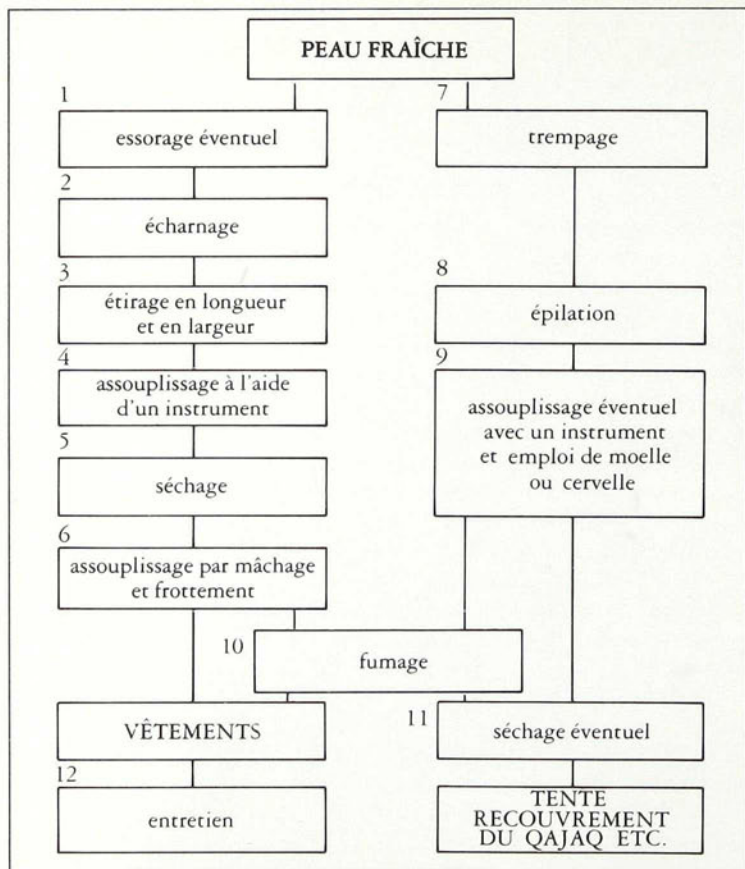 PEAU FRAÎCHE
1
essorage éventuel
2
écharnage
3
étirage en longueur
et en largeur
4
assouplissage à l'aide
d'un instrument
5
séchage
6
assouplissage par mâchage
et frottement
7
trempage
8
épilation
9
assouplissage éventuel
avec un instrument
et emploi de moelle
ou cervelle
10
fumage
VÊTEMENTS
12
entretien
11
séchage éventuel
TENTE
RECOUVREMENT
DU QAJAQ ETC.